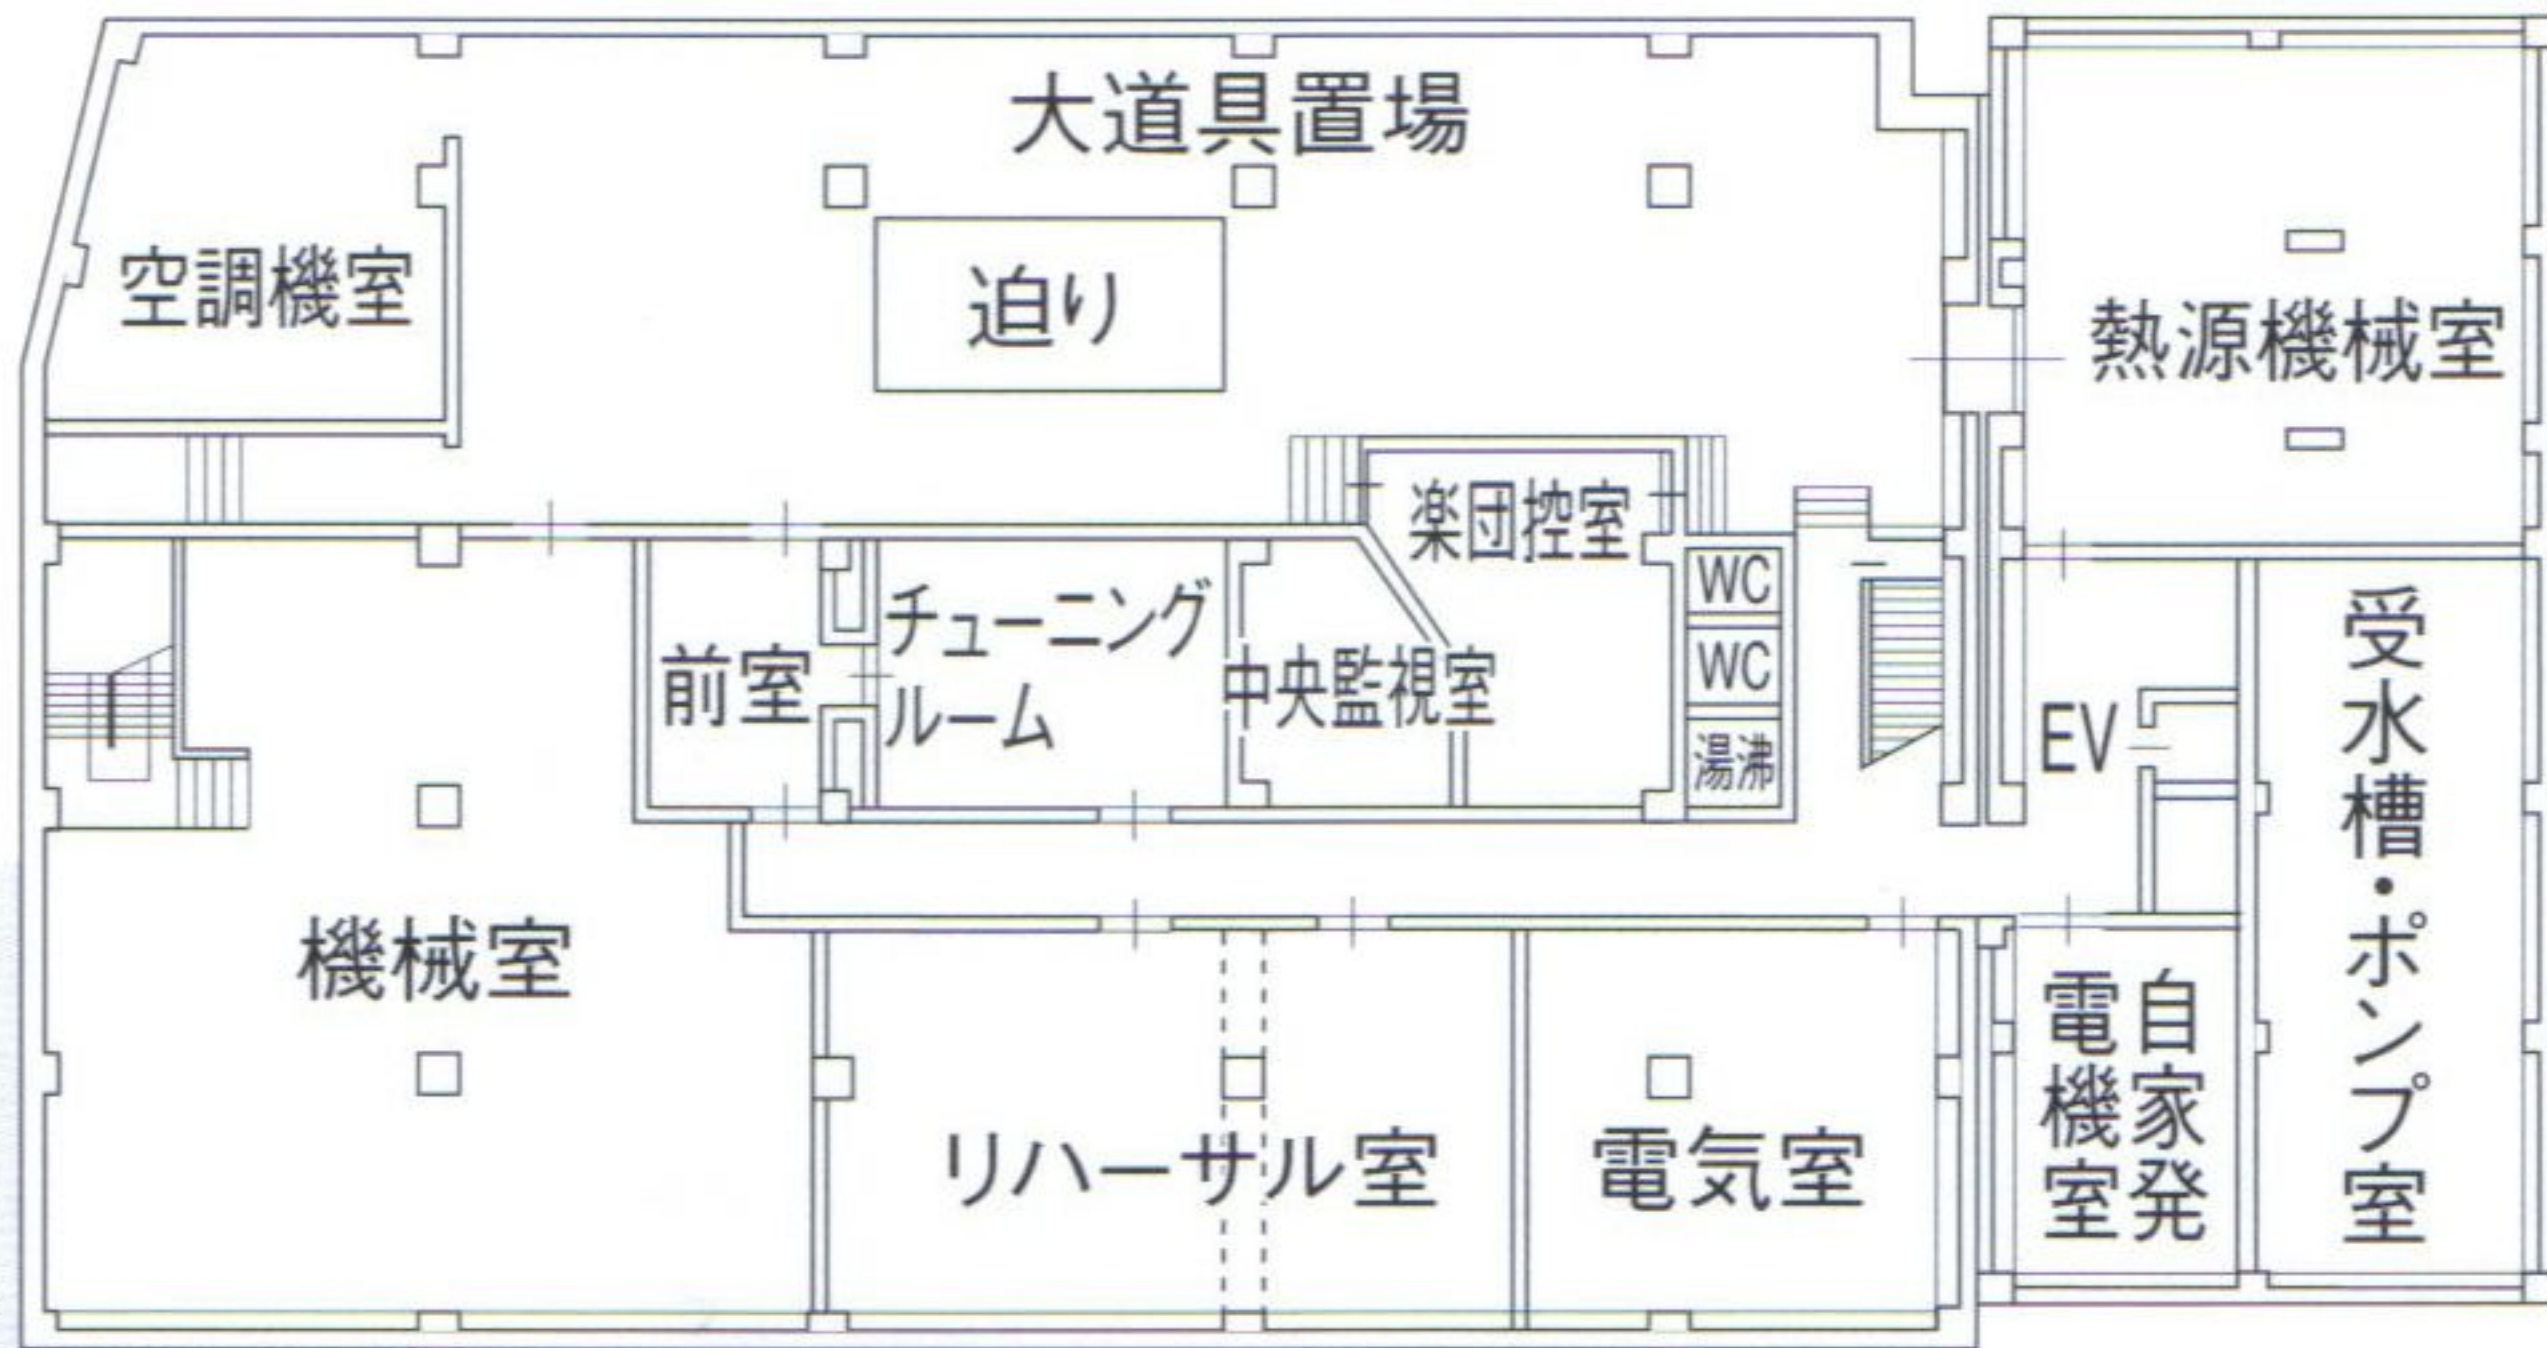 大道具置場
空調機室
迫り
熱源機械室
楽団控室
WC
チューニング
ルーム
前室
中央監視室
WC
湯沸
EV
受水槽・ポンプ室
機械室
リハーサル室
電気室
自家発
電機室